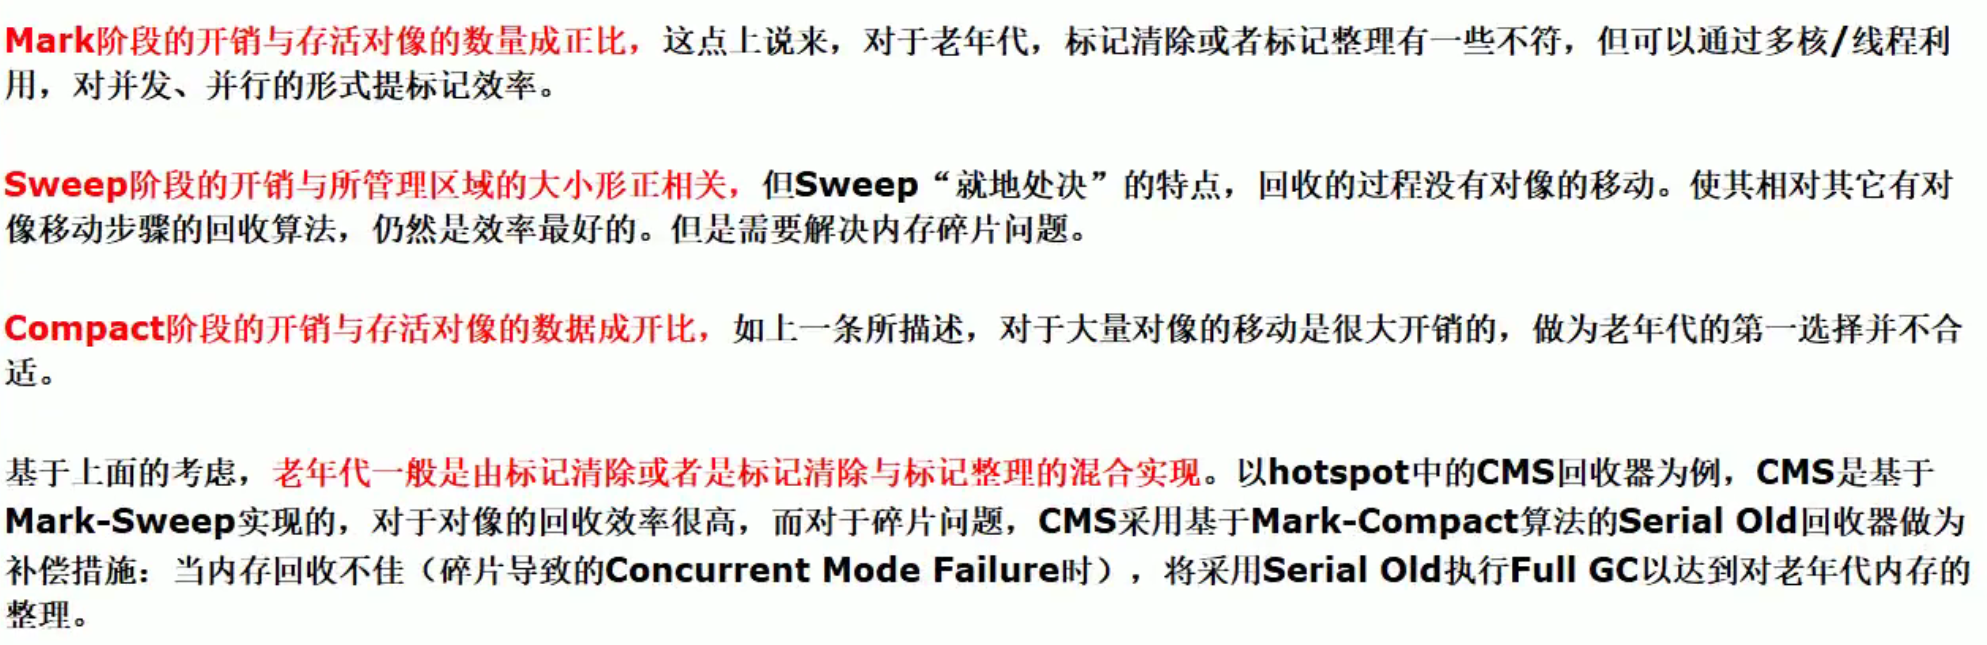 Mark阶段的开销与存活对像的数量成正比，这点上说来，对于老年代，标记清除或者标记整理有一些不符，但可以通过多核/线程利
用，对并发、并行的形式提标记效率。
Sweep阶段的开销与所管理区域的大小形正相关，但Sweep“就地处决”的特点，回收的过程没有对像的移动。使其相对其它有对
像移动步骤的回收算法，仍然是效率最好的。但是需要解决内存碎片问题。
Compact阶段的开销与存活对像的数据成开比，如上一条所描述，对于大量对像的移动是很大开销的，做为老年代的第一选择并不合
适。
基于上面的考虑，老年代一般是由标记清除或者是标记清除与标记整理的混合实现。以hotspot中的CMS回收器为例，CMS是基于
Mark-Sweep实现的，对于对像的回收效率很高，而对于碎片问题，CMS采用基于Mark-Compact算法的Serial Old回收器做为
补偿措施：当内存回收不佳（碎片导致的Concurrent Mode Failure时），将采用Serial Old执行Full GC以达到对老年代内存的
整理。